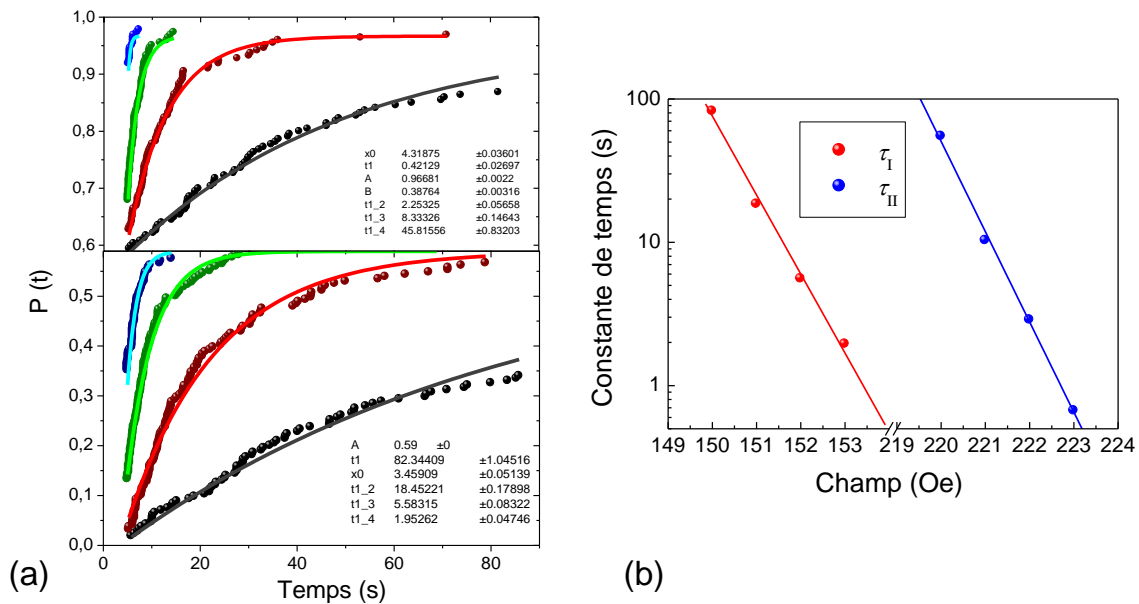 1,0
0,9
0,8
0,7
0,6
x0 4.31875 ±0.03601
t1 0.42129 ±0.02697
A 0.96681 ±0.0022
B 0.38764 ±0.00316
t1_2 2.25325 ±0.05658
t1_3 8.33326 ±0.14643
t1_4 45.81556 ±0.83203
P (t)
0,5
0,4
0,3
0,2
0,1
0,0
A 0.59 ±0
t1 82.34409 ±1.04516
x0 3.45909 ±0.05139
t1_2 18.45221 ±0.17898
t1_3 5.58315 ±0.08322
t1_4 1.95262 ±0.04746
0 20 40 60 80
Temps (s)
(a)
Constante de temps (s)
100
10
1
τI
τII
149 150 151 152 153 219 220 221 222 223 224
Champ (Oe)
(b)